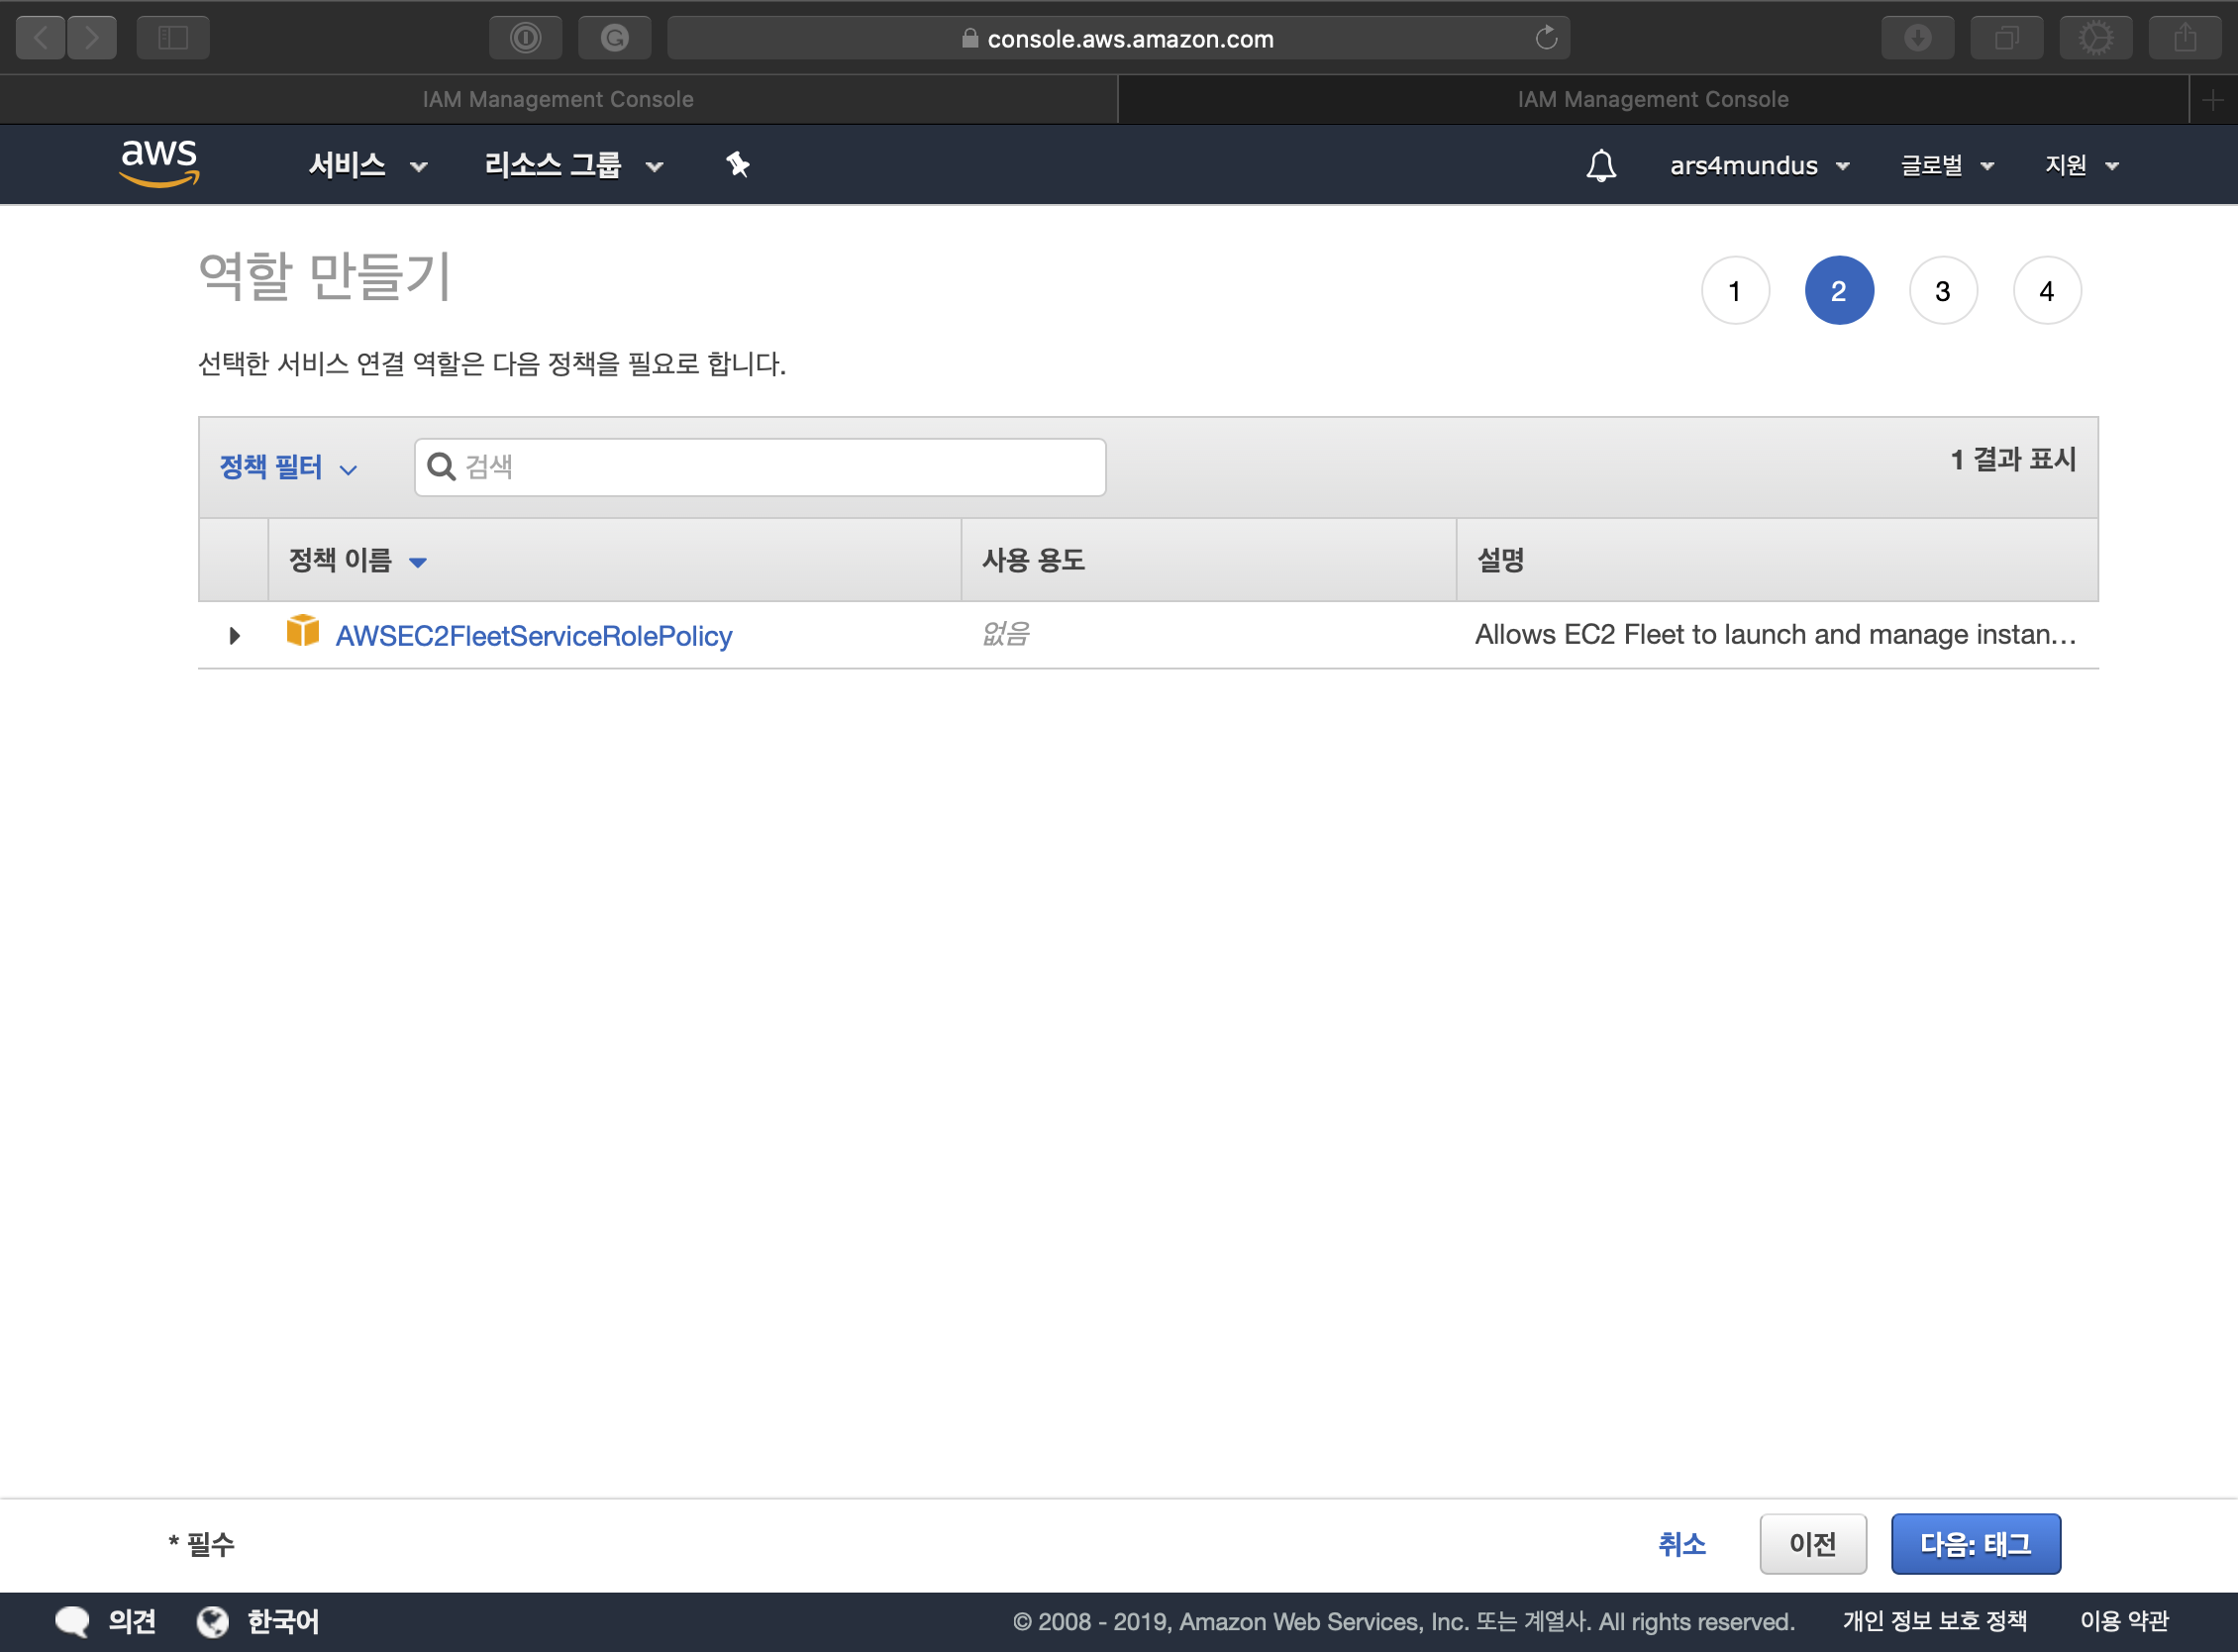 console.aws.amazon.com
IAM Management Console
IAM Management Console
aws
서비스
리소스 그룹
ars4mundus
글로벌
지원
역할 만들기
1
2
3
4
선택한 서비스 연결 역할은 다음 정책을 필요로 합니다.
정책 필터
검색
1 결과 표시
정책 이름
사용 용도
설명
AWSEC2FleetServiceRolePolicy
없음
Allows EC2 Fleet to launch and manage instan…
* 필수
취소
이전
다음: 태그
의견
한국어
© 2008 - 2019, Amazon Web Services, Inc. 또는 계열사. All rights reserved.
개인 정보 보호 정책
이용 약관